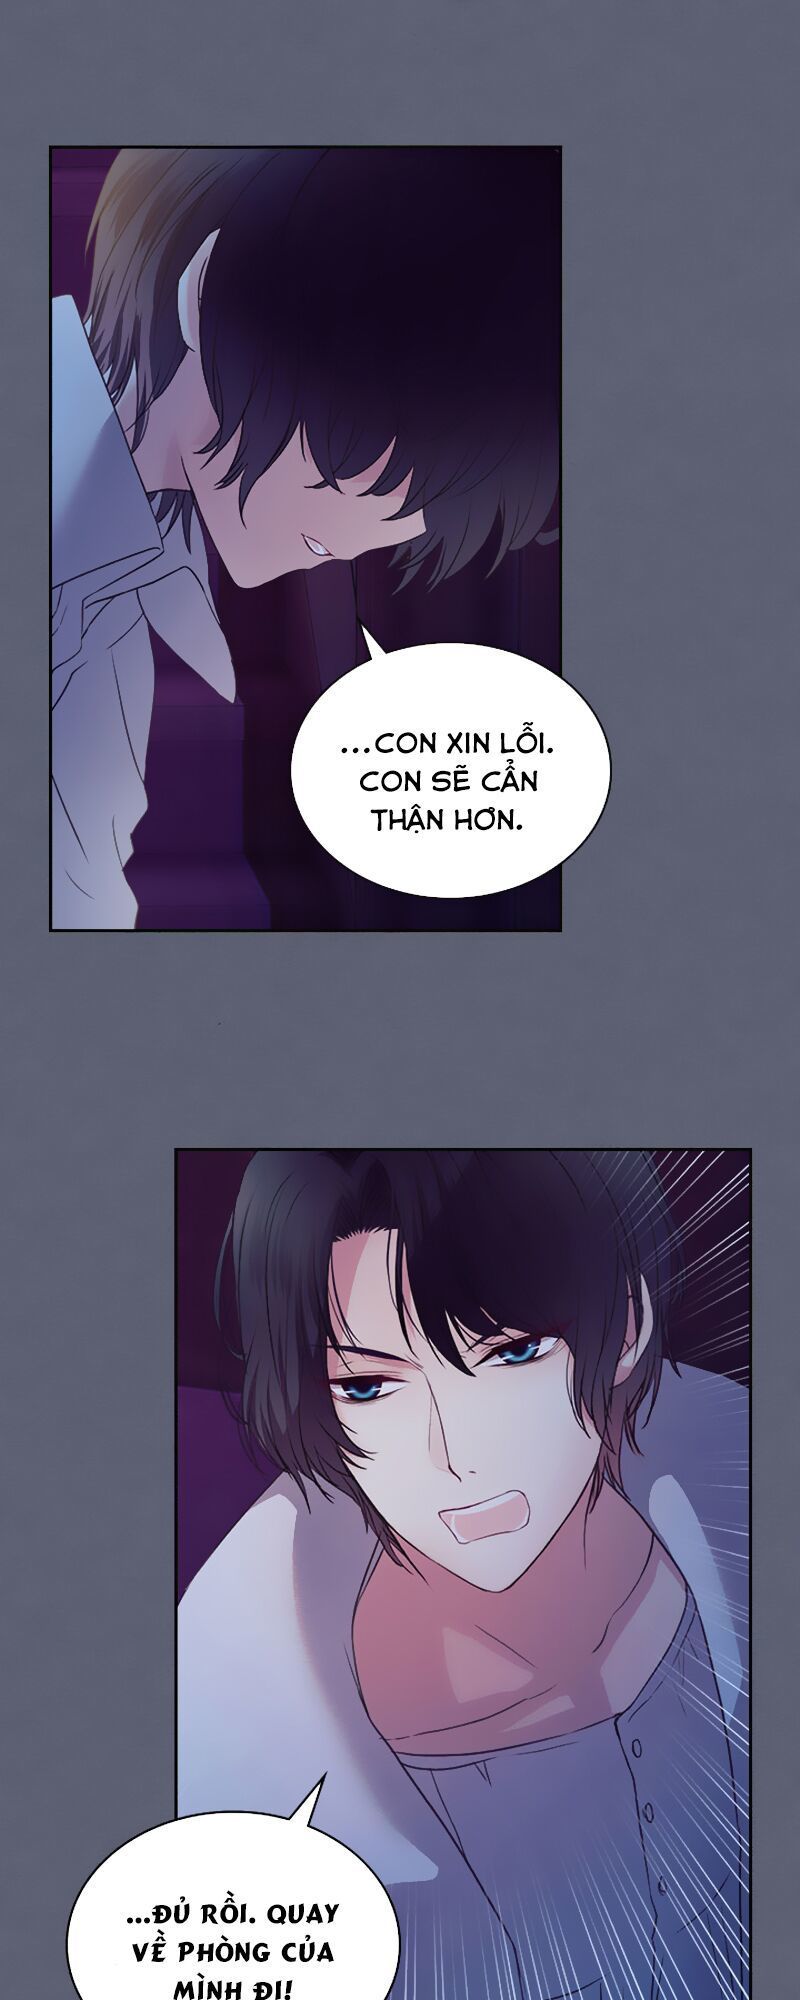 ...CON XIN LỖI.
CON SẼ CẨN
THẬN HƠN.
...ĐỦ RỒI. QUAY
VỀ PHÒNG CỦA
MÌNH ĐI!